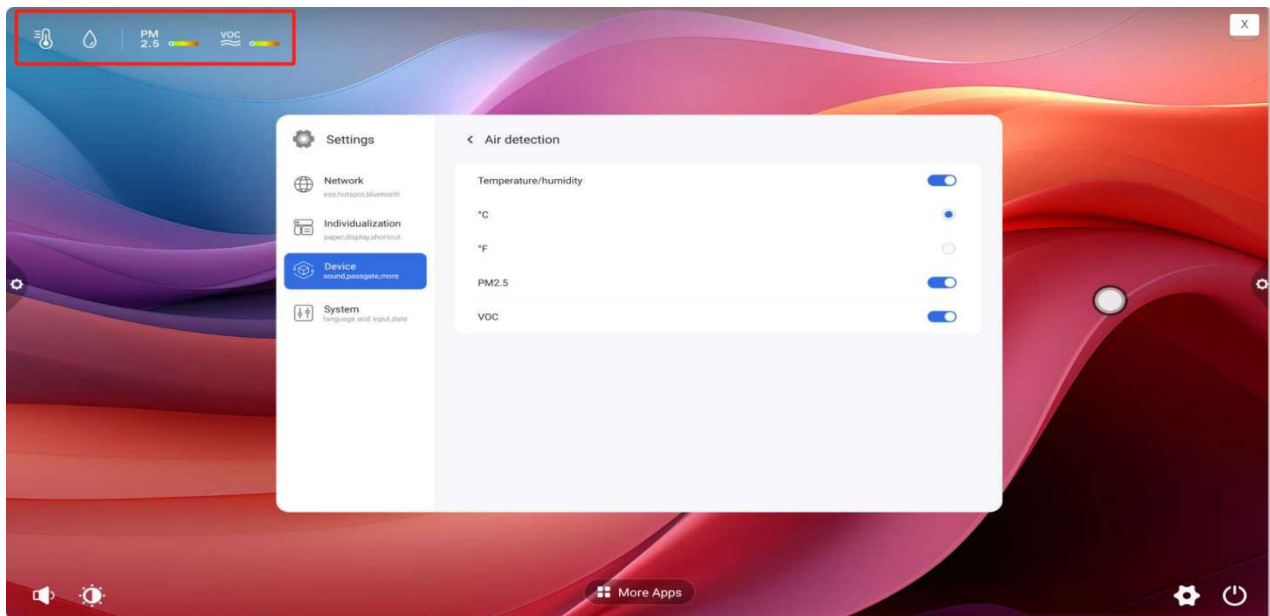 PM
2.5
VOC
X
Settings
Network
ess,hotspot,bluetooth
Individualization
paper,display,shortcut
Device
sound,passgate,more
System
language and input,date
< Air detection
Temperature/humidity
°C
°F
PM2.5
VOC
More Apps